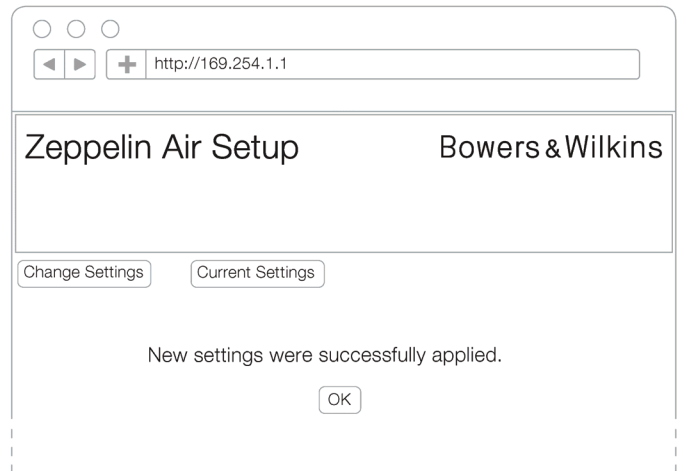 http://169.254.1.1
Zeppelin Air Setup
Bowers & Wilkins
Change Settings
Current Settings
New settings were successfully applied.
OK